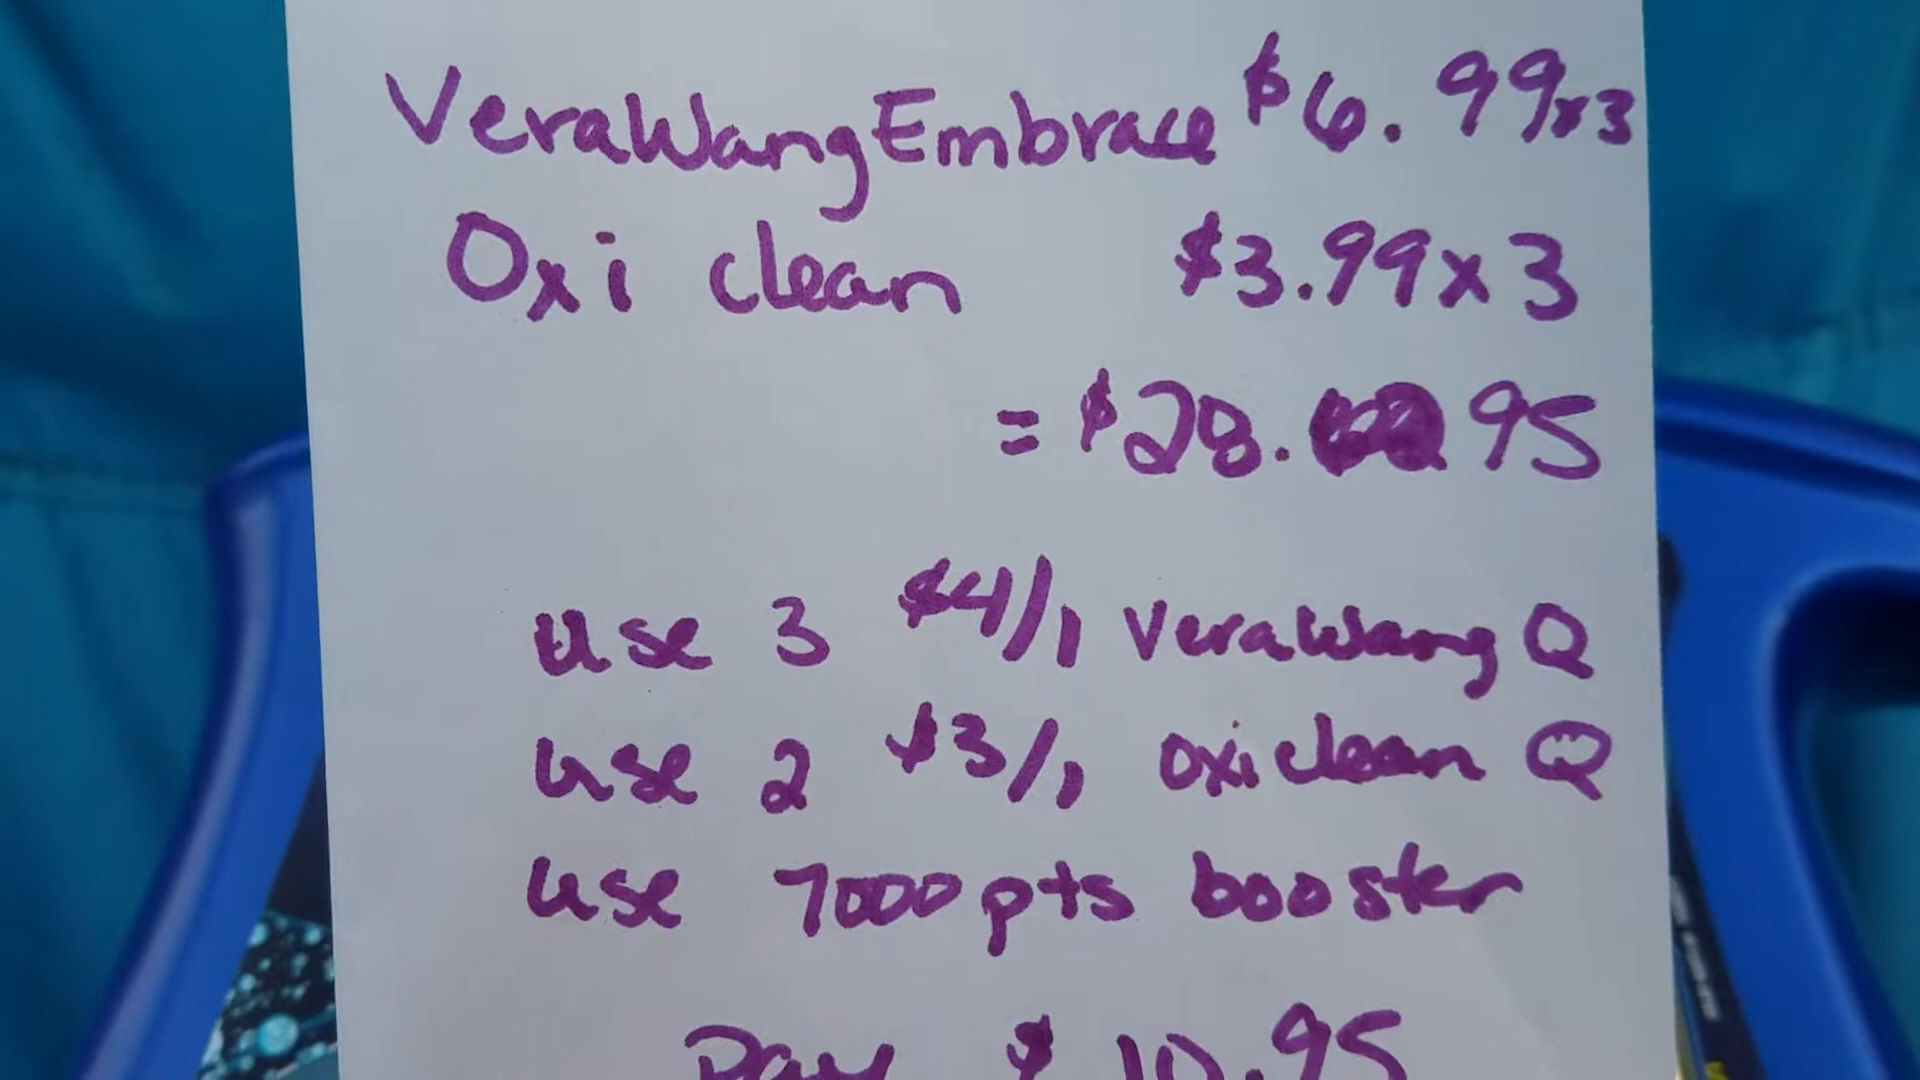 VeraWangEmbrace $6.99x3
Oxi clean $3.99x3
= $28.95
use 3 $4/1 VeraWang Q
use 2 $3/1 oxiclean Q
use 7000pts booster
Pay $10.95